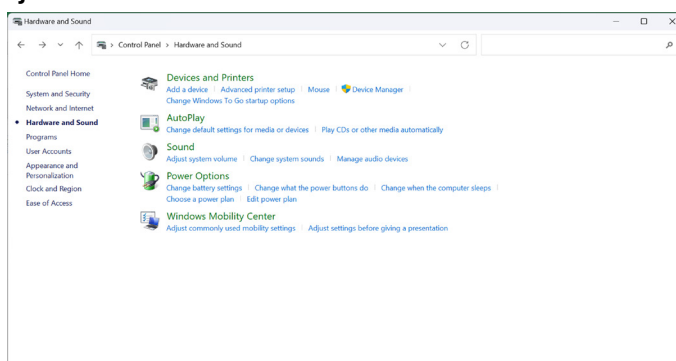 Hardware and Sound
Control Panel > Hardware and Sound
Control Panel Home
System and Security
Network and Internet
Hardware and Sound
Programs
User Accounts
Appearance and
Personalization
Clock and Region
Ease of Access
Devices and Printers
Add a device | Advanced printer setup | Mouse | Device Manager
Change Windows To Go startup options
AutoPlay
Change default settings for media or devices | Play CDs or other media automatically
Sound
Adjust system volume | Change system sounds | Manage audio devices
Power Options
Change battery settings | Change what the power buttons do | Change when the computer sleeps
Choose a power plan | Edit power plan
Windows Mobility Center
Adjust commonly used mobility settings | Adjust settings before giving a presentation